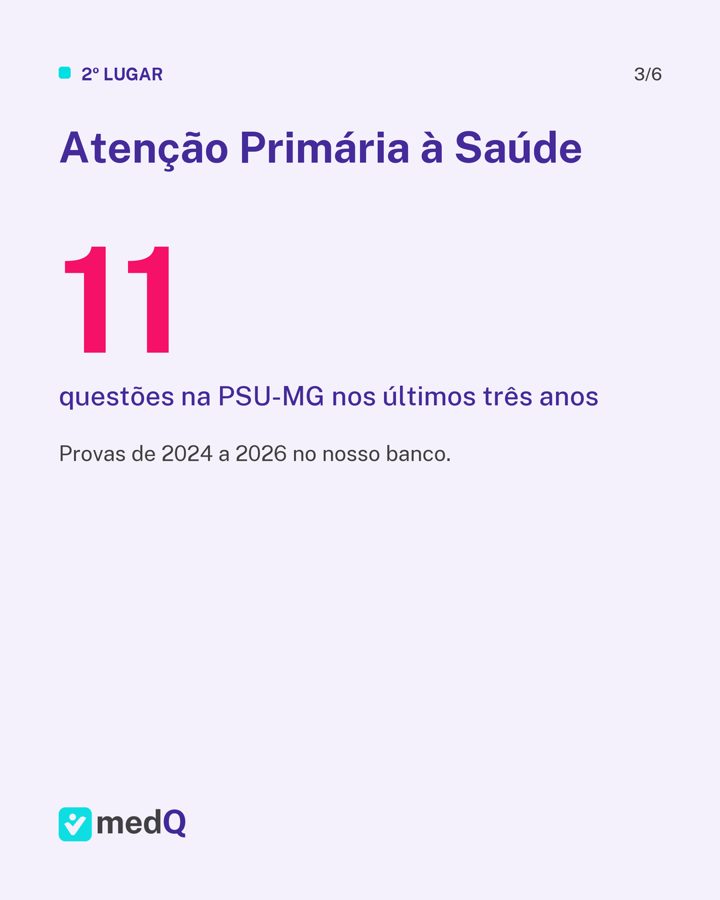 2º LUGAR
3/6
Atenção Primária à Saúde
11
questões na PSU-MG nos últimos três anos
Provas de 2024 a 2026 no nosso banco.
medQ